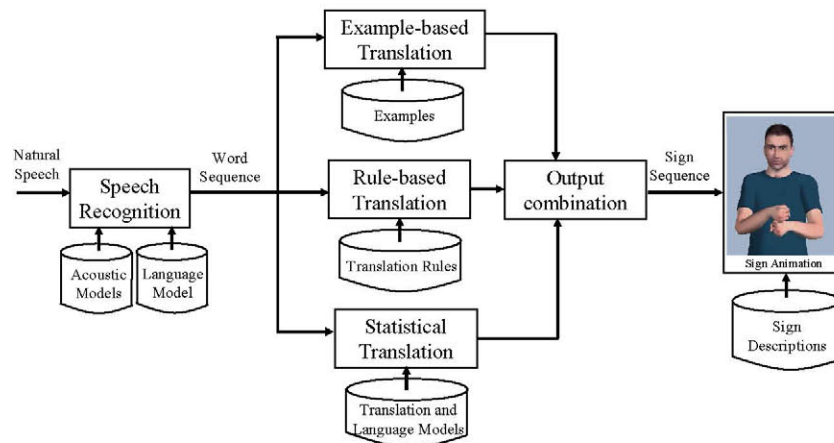 Example-based
Translation
Examples
Natural
Speech
Word
Sequence
Speech
Recognition
Acoustic
Models
Language
Model
Rule-based
Translation
Translation Rules
Output
combination
Sign
Sequence
Sign Animation
Sign
Descriptions
Statistical
Translation
Translation and
Language Models